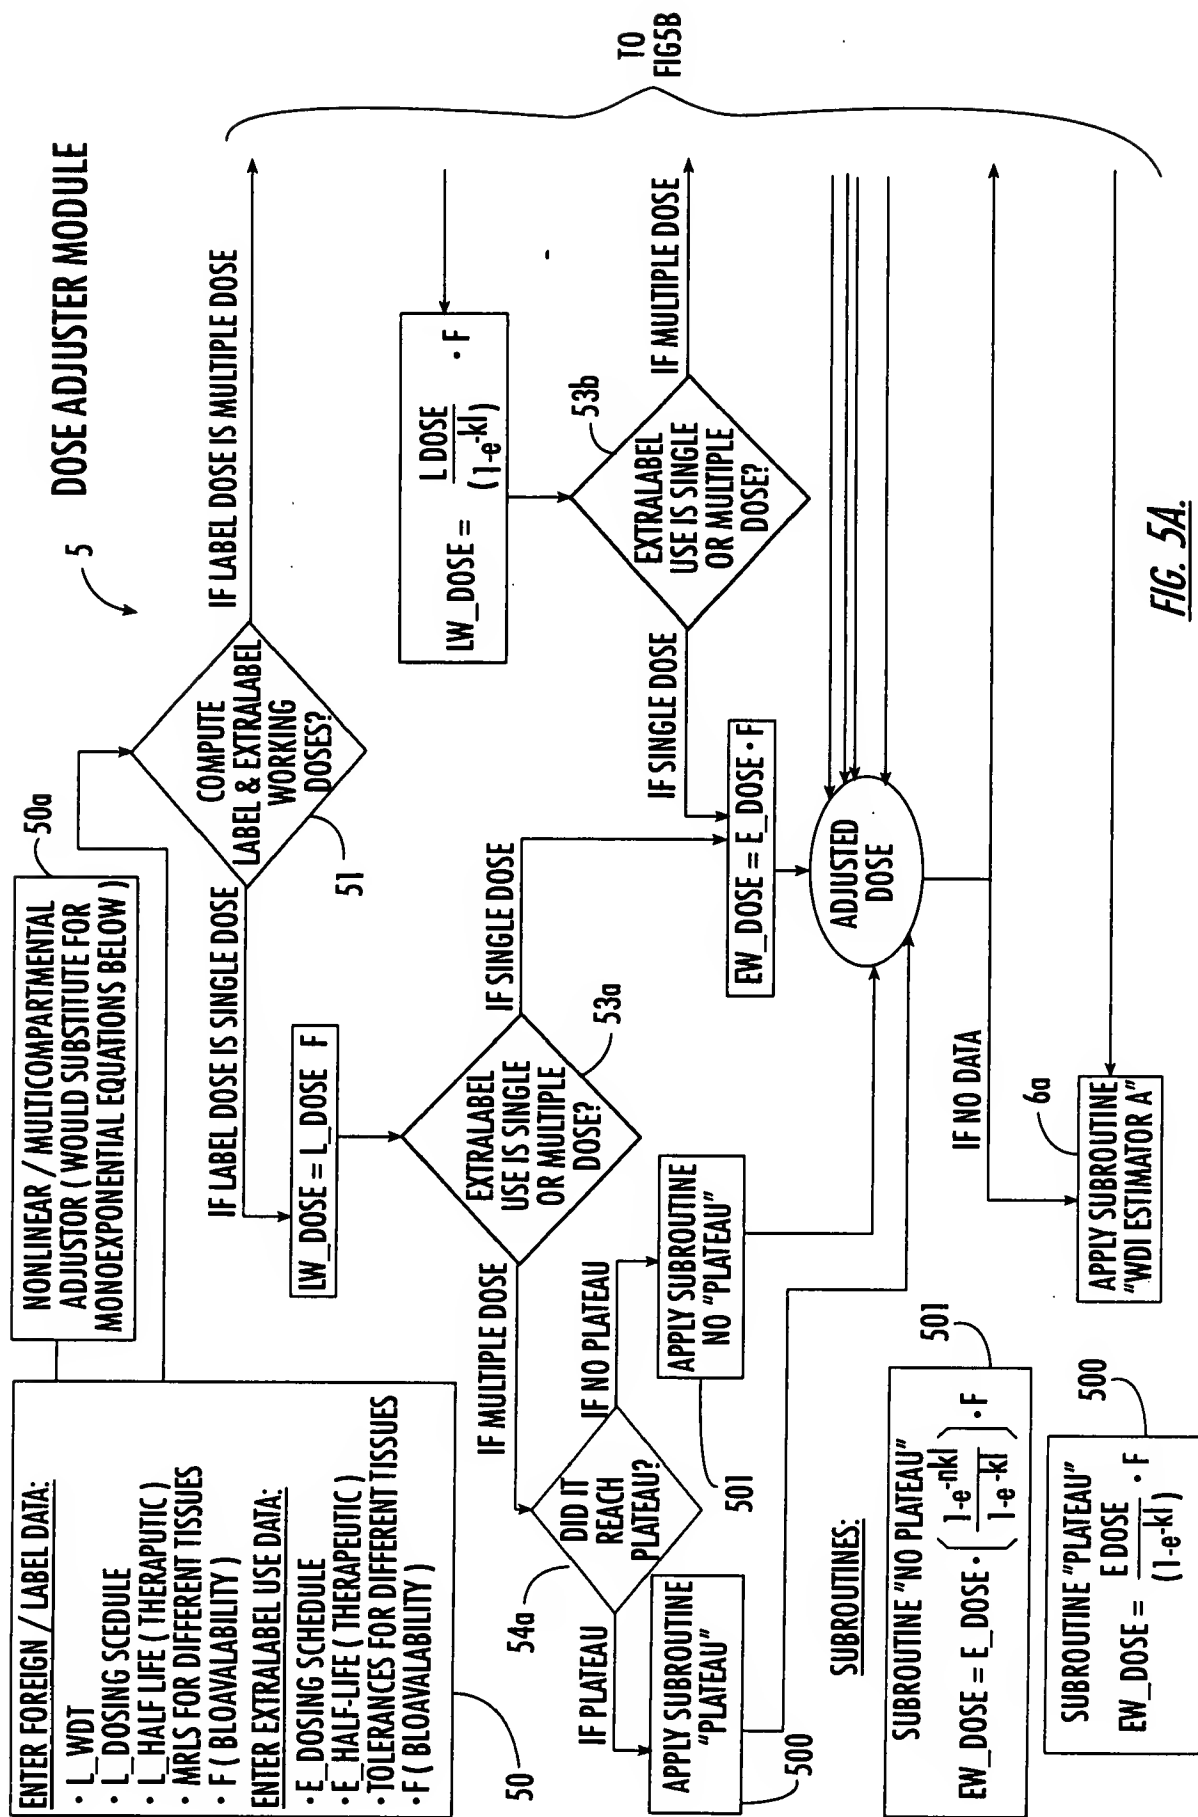 DOSE ADJUSTER MODULE
5
ENTER FOREIGN / LABEL DATA:
• L_WDT
• L_DOSING SCEDULE
• L_HALF LIFE ( THERAPUTIC )
• MRLS FOR DIFFERENT TISSUES
• F ( BLOAVALABILITY )
ENTER EXTRALABEL USE DATA:
• E_DOSING SCHEDULE
• E_HALF-LIFE ( THERAPEUTIC )
• TOLERANCES FOR DIFFERENT TISSUES
• F ( BLOAVALABILITY )
50
NONLINEAR / MULTICOMPARTMENTAL
ADJUSTOR ( WOULD SUBSTITUTE FOR
MONOEXPONENTIAL EQUATIONS BELOW )
50a
COMPUTE
LABEL & EXTRALABEL
WORKING
DOSES?
51
IF LABEL DOSE IS SINGLE DOSE
IF LABEL DOSE IS MULTIPLE DOSE
LW_DOSE = L_DOSE F
LW_DOSE = L DOSE / (1-e^-kl) • F
EXTRALABEL
USE IS SINGLE
OR MULTIPLE
DOSE?
53a
EXTRALABEL
USE IS SINGLE
OR MULTIPLE
DOSE?
53b
IF MULTIPLE DOSE
IF SINGLE DOSE
IF SINGLE DOSE
IF MULTIPLE DOSE
TO
FIG5B
DID IT
REACH
PLATEAU?
54a
IF PLATEAU
IF NO PLATEAU
APPLY SUBROUTINE
"PLATEAU"
500
APPLY SUBROUTINE
NO "PLATEAU"
501
EW_DOSE = E_DOSE • F
ADJUSTED
DOSE
IF NO DATA
APPLY SUBROUTINE
"WDI ESTIMATOR A"
6a
SUBROUTINES:
SUBROUTINE "NO PLATEAU"
EW_DOSE = E_DOSE • ( 1-e^-nkl / 1-e^-kl ) • F
501
SUBROUTINE "PLATEAU"
EW_DOSE = E DOSE / (1-e^-kl) • F
500
FIG. 5A.